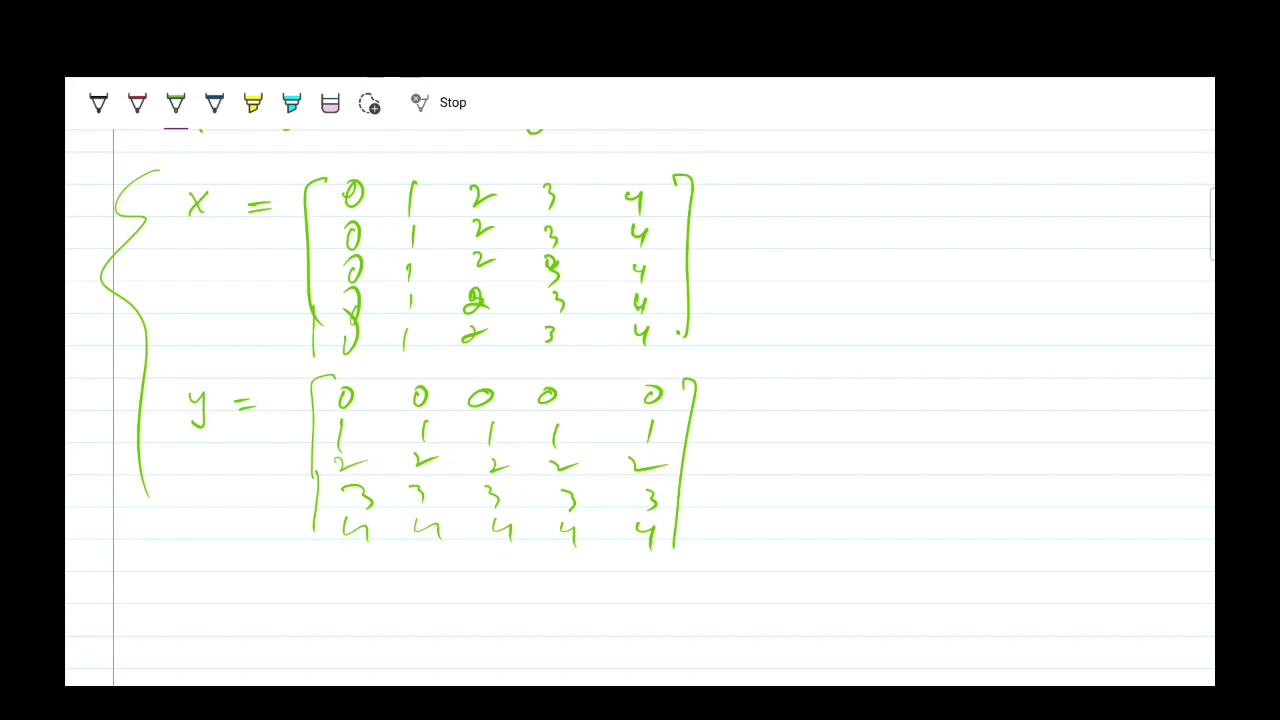 Stop
x = [ 0 1 2 3 4
0 1 2 3 4
0 1 2 3 4
0 1 2 3 4
0 1 2 3 4 ]
y = [ 0 0 0 0 0
1 1 1 1 1
2 2 2 2 2
3 3 3 3 3
4 4 4 4 4 ]